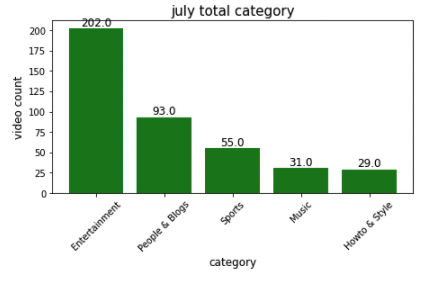 july total category
202.0
200
175
150
125
100
75
50
25
0
video count
93.0
55.0
31.0
29.0
Entertainment
People & Blogs
Sports
Music
Howto & Style
category